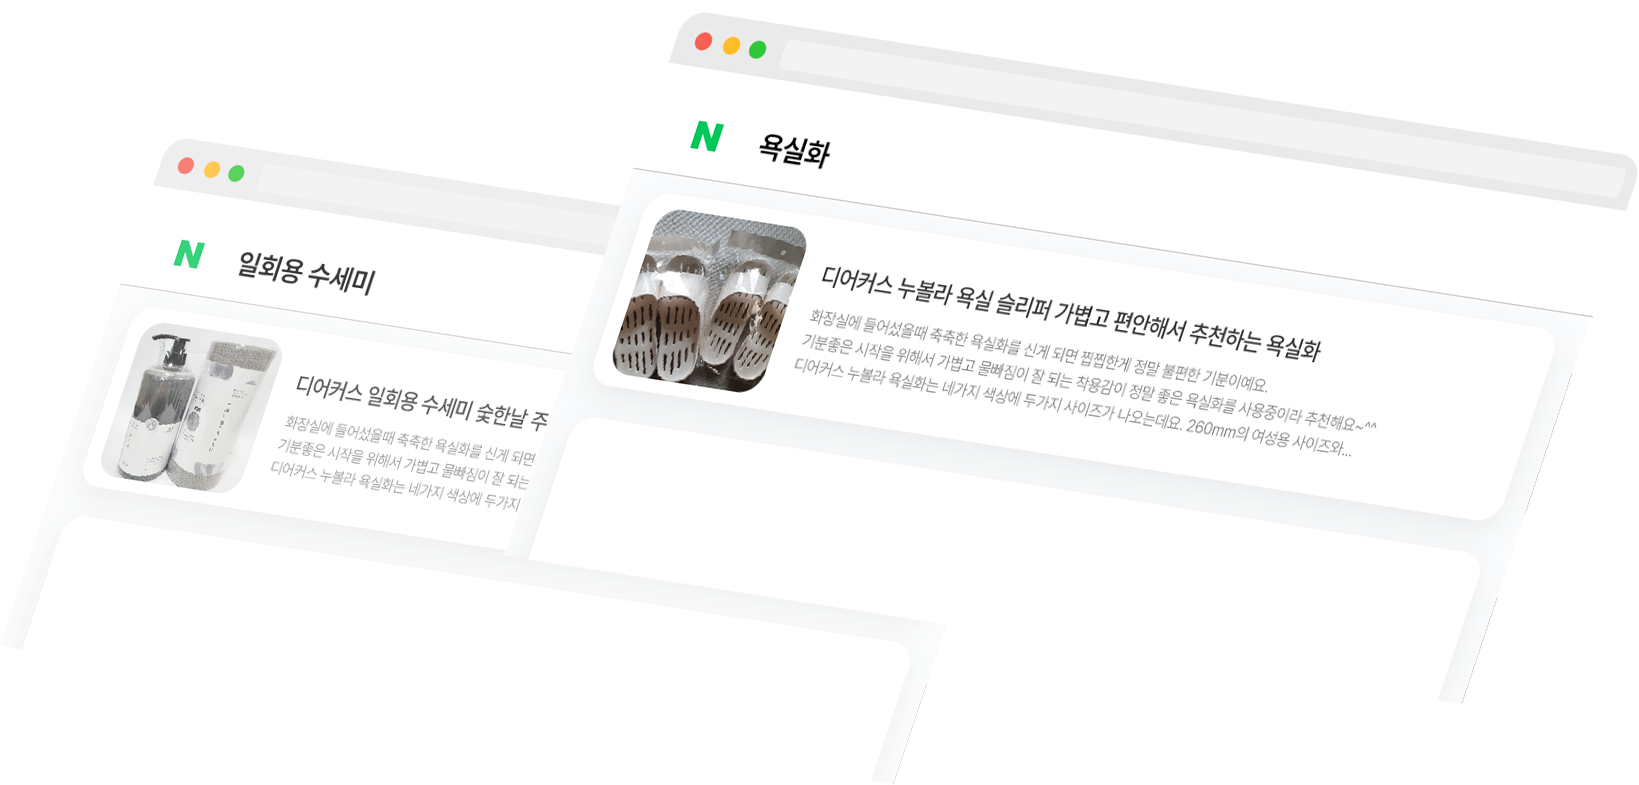 N 욕실화
디어커스 누볼라 욕실 슬리퍼 가볍고 편안해서 추천하는 욕실화
화장실에 들어섰을때 축축한 욕실화를 신게 되면 찝찝한게 정말 불편한 기분이예요.
기분좋은 시작을 위해서 가볍고 물빠짐이 잘 되는 착용감이 정말 좋은 욕실화를 사용중이라 추천해요~^^
디어커스 누볼라 욕실화는 네가지 색상에 두가지 사이즈가 나오는데요. 260mm의 여성용 사이즈와...
N 일회용 수세미
디어커스 일회용 수세미 숯한날 주
화장실에 들어섰을때 축축한 욕실화를 신게 되면
기분좋은 시작을 위해서 가볍고 물빠짐이 잘 되는
디어커스 누볼라 욕실화는 네가지 색상에 두가지